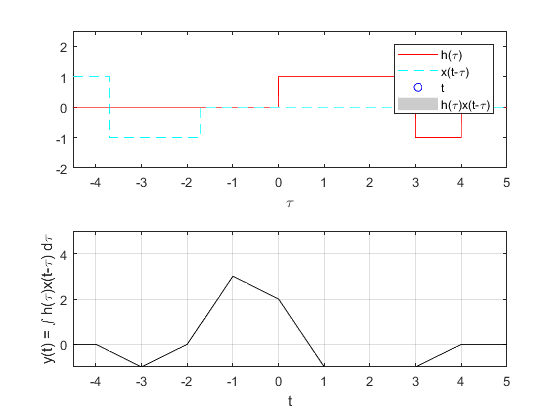 2
1
0
-1
-2
h(τ)
x(t-τ)
t
h(τ)x(t-τ)
-4 -3 -2 -1 0 1 2 3 4 5
τ
y(t) = ∫ h(τ)x(t-τ) dτ
4
2
0
-4 -3 -2 -1 0 1 2 3 4 5
t